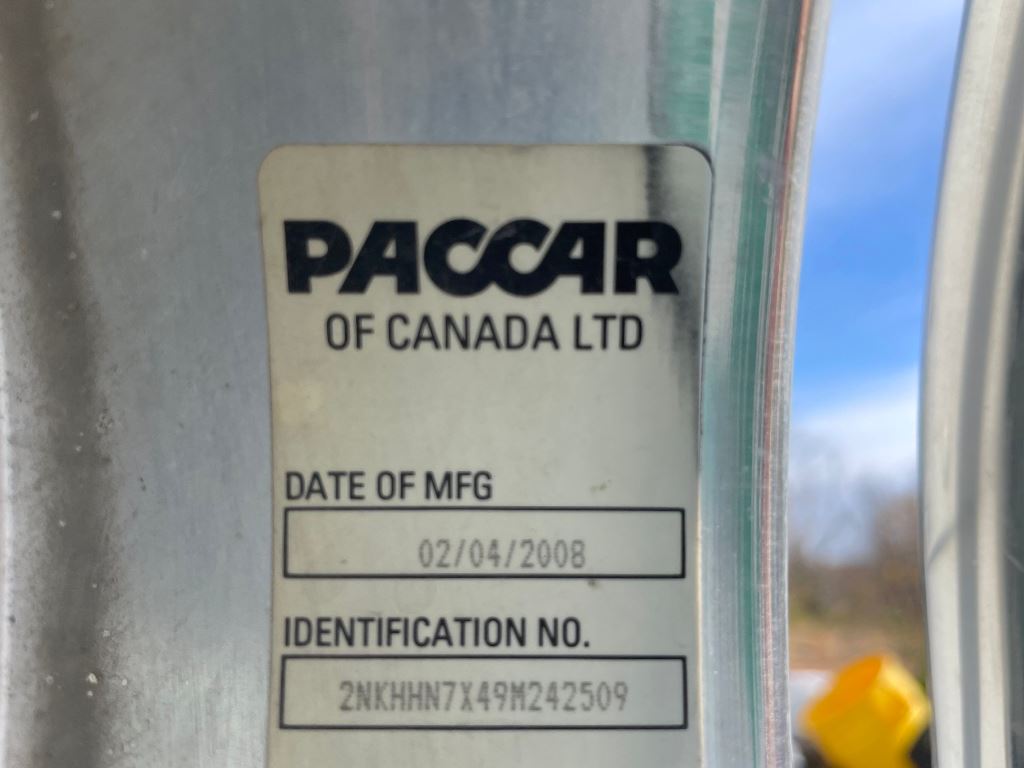 PACCAR
OF CANADA LTD
DATE OF MFG
02/04/2008
IDENTIFICATION NO.
2NKHHN7X49M242509